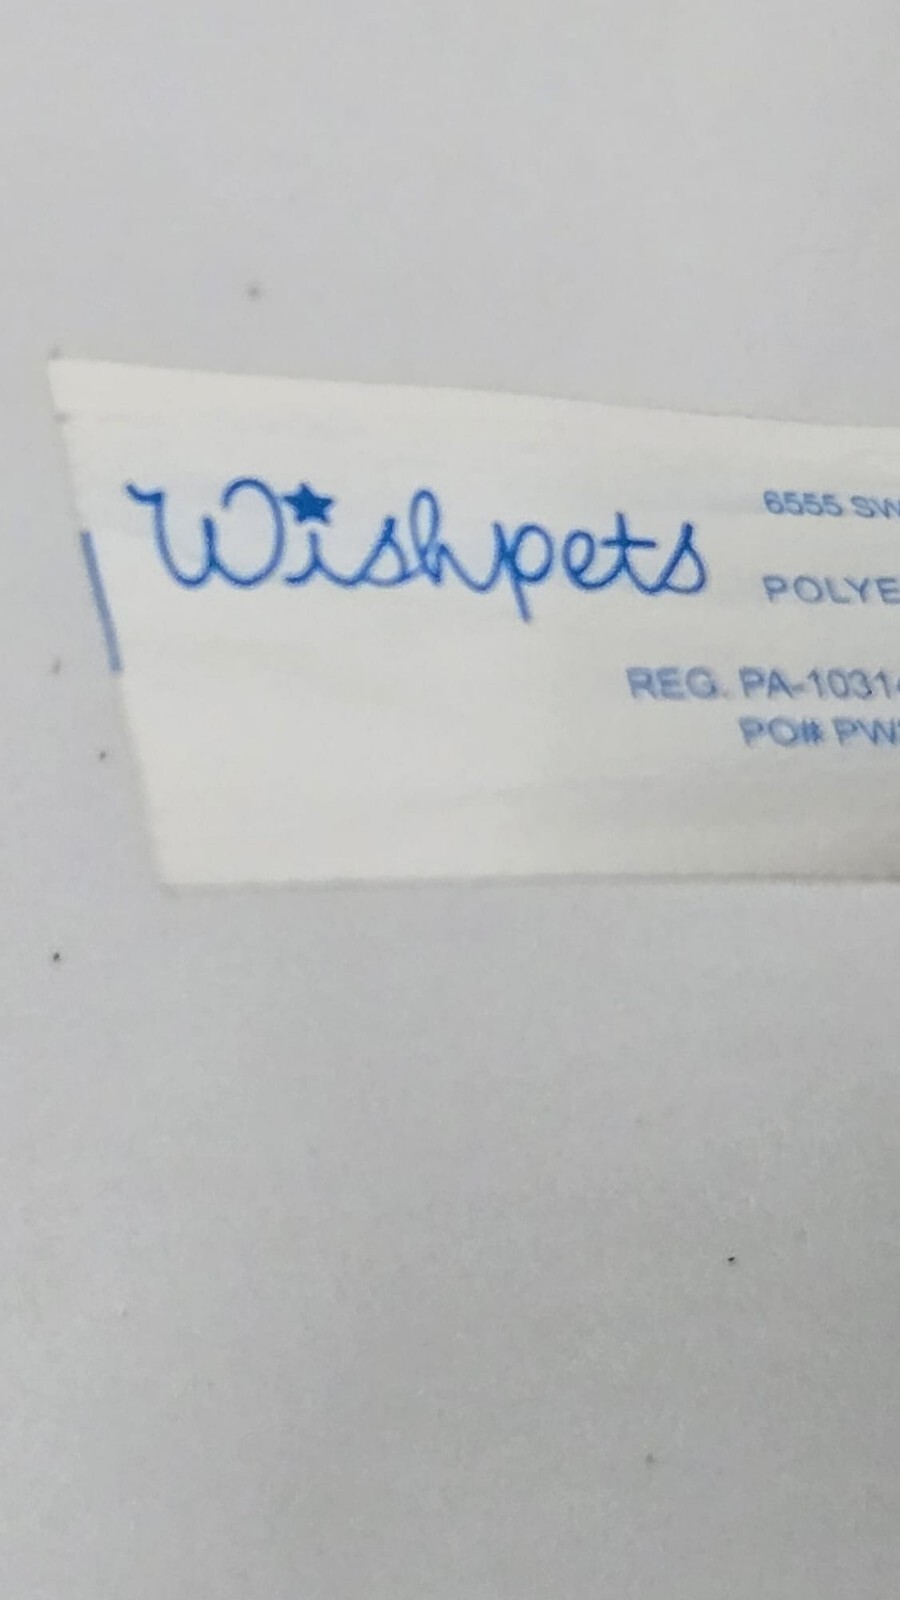 Wishpets
6555 SW
POLYE
REG. PA-1031
PO# PW